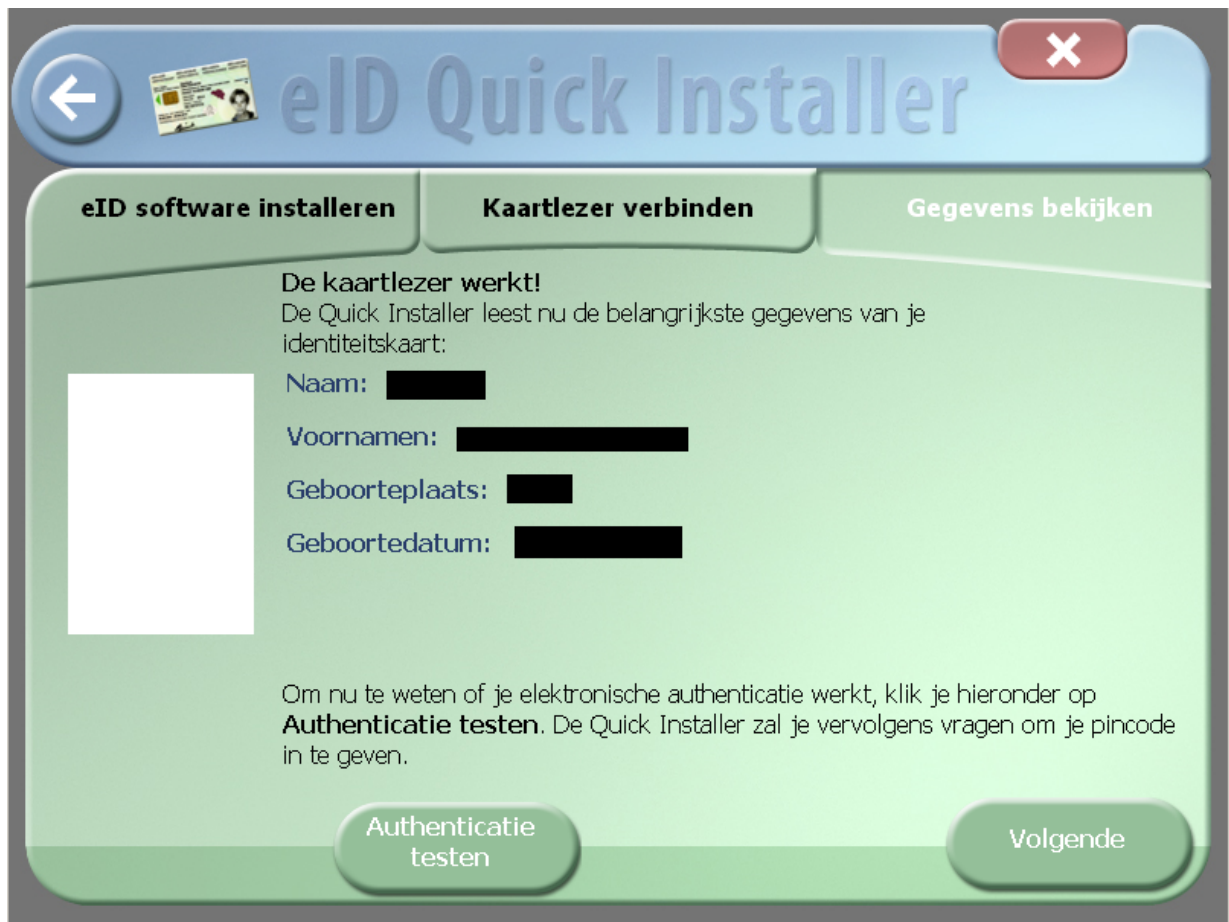 eID Quick Installer
eID software installeren
Kaartlezer verbinden
Gegevens bekijken
De kaartlezer werkt!
De Quick Installer leest nu de belangrijkste gegevens van je
identiteitskaart:
Naam:
Voornamen:
Geboorteplaats:
Geboortedatum:
Om nu te weten of je elektronische authenticatie werkt, klik je hieronder op
Authenticatie testen. De Quick Installer zal je vervolgens vragen om je pincode
in te geven.
Authenticatie
testen
Volgende